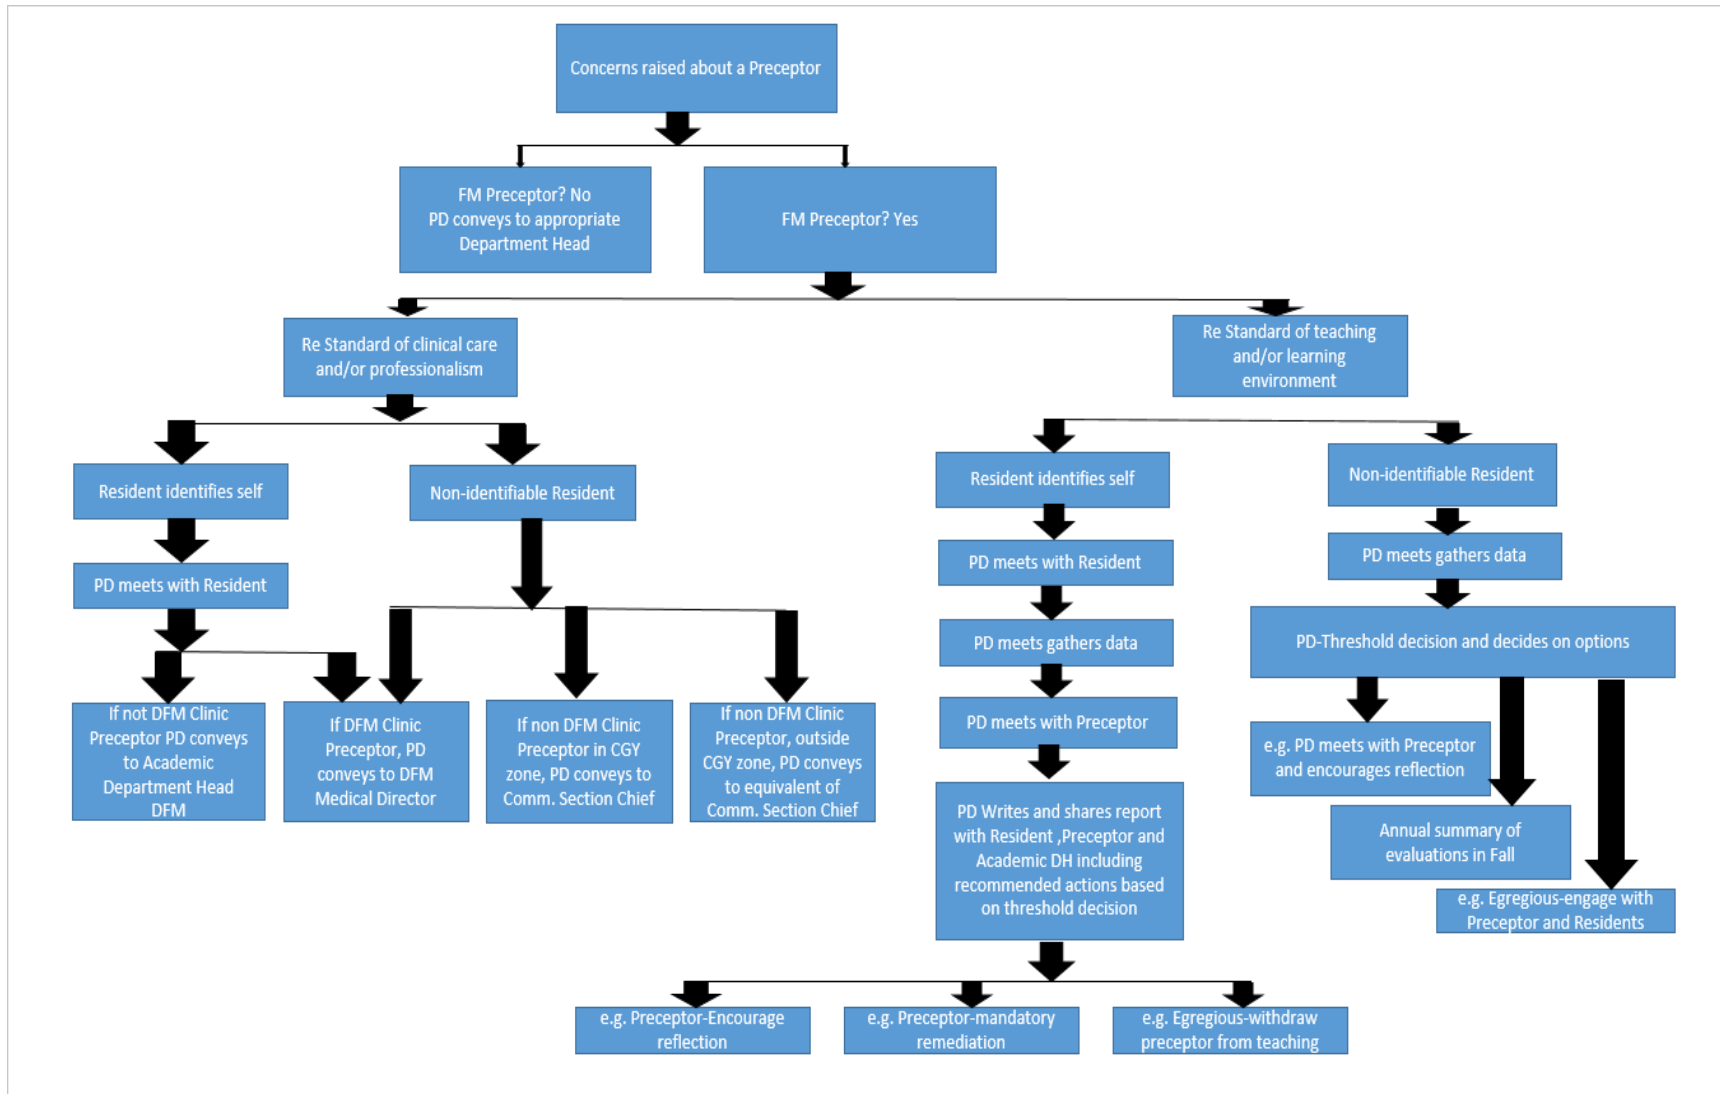 Concerns raised about a Preceptor
FM Preceptor? No
PD conveys to appropriate
Department Head
FM Preceptor? Yes
Re Standard of clinical care
and/or professionalism
Re Standard of teaching
and/or learning
environment
Resident identifies self
Non-identifiable Resident
Resident identifies self
Non-identifiable Resident
PD meets with Resident
PD meets with Resident
PD meets gathers data
PD meets gathers data
PD-Threshold decision and decides on options
PD meets with Preceptor
If not DFM Clinic
Preceptor PD conveys
to Academic
Department Head
DFM
If DFM Clinic
Preceptor, PD
conveys to DFM
Medical Director
If non DFM Clinic
Preceptor in CGY
zone, PD conveys to
Comm. Section Chief
If non DFM Clinic
Preceptor, outside
CGY zone, PD conveys
to equivalent of
Comm. Section Chief
e.g. PD meets with Preceptor
and encourages reflection
PD Writes and shares report
with Resident ,Preceptor and
Academic DH including
recommended actions based
on threshold decision
Annual summary of
evaluations in Fall
e.g. Egregious-engage with
Preceptor and Residents
e.g. Preceptor-Encourage
reflection
e.g. Preceptor-mandatory
remediation
e.g. Egregious-withdraw
preceptor from teaching